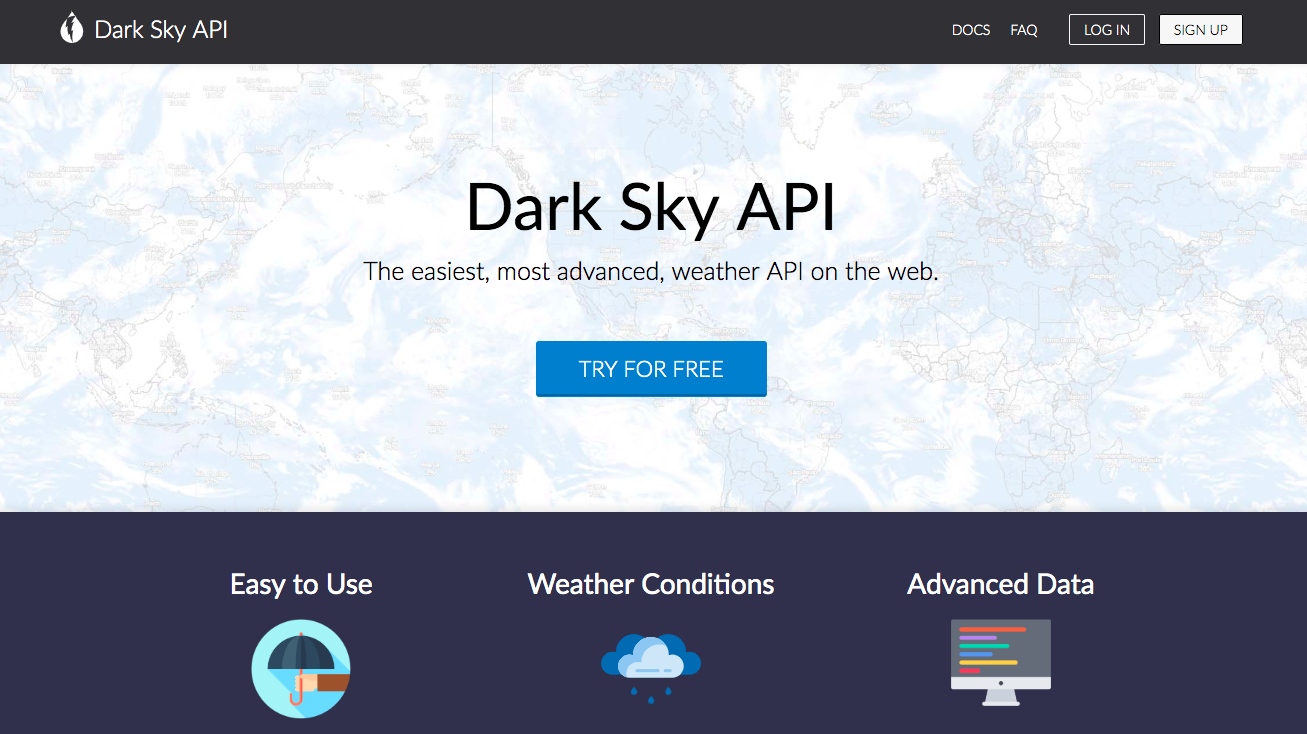 Dark Sky API
DOCS FAQ LOG IN SIGN UP
Dark Sky API
The easiest, most advanced, weather API on the web.
TRY FOR FREE
Easy to Use Weather Conditions Advanced Data